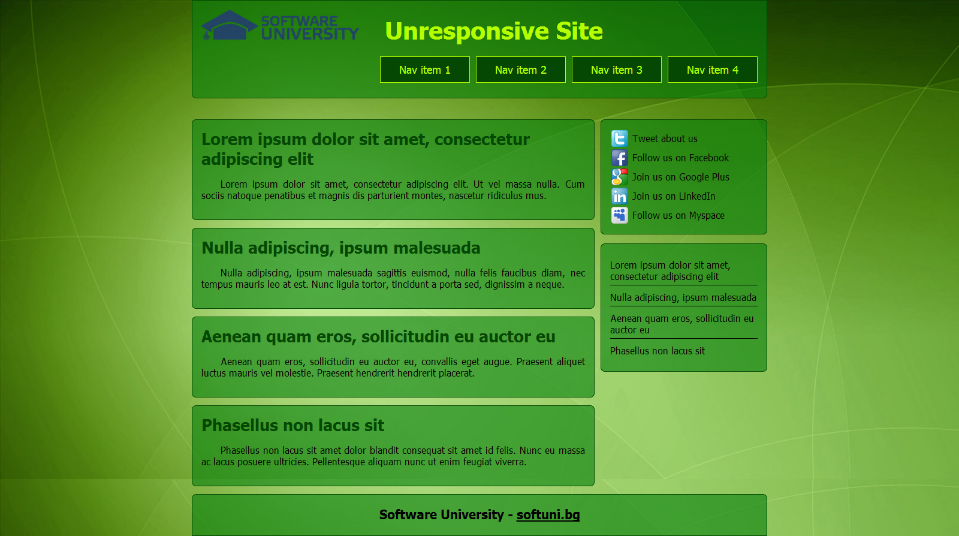 SOFTWARE
UNIVERSITY
Unresponsive Site
Nav item 1
Nav item 2
Nav item 3
Nav item 4
Lorem ipsum dolor sit amet, consectetur
adipiscing elit
Lorem ipsum dolor sit amet, consectetur adipiscing elit. Ut vel massa nulla. Cum
sociis natoque penatibus et magnis dis parturient montes, nascetur ridiculus mus.
Nulla adipiscing, ipsum malesuada
Nulla adipiscing, ipsum malesuada sagittis euismod, nulla felis faucibus diam, nec
tempus mauris leo at est. Nunc ligula tortor, tincidunt a porta sed, dignissim a neque.
Aenean quam eros, sollicitudin eu auctor eu
Aenean quam eros, sollicitudin eu auctor eu, convallis eget augue. Praesent aliquet
luctus mauris vel molestie. Praesent hendrerit hendrerit placerat.
Phasellus non lacus sit
Phasellus non lacus sit amet dolor blandit consequat sit amet id felis. Nunc eu massa
ac lacus posuere ultricies. Pellentesque aliquam nunc ut enim feugiat viverra.
Tweet about us
Follow us on Facebook
Join us on Google Plus
Join us on LinkedIn
Follow us on Myspace
Lorem ipsum dolor sit amet,
consectetur adipiscing elit
Nulla adipiscing, ipsum malesuada
Aenean quam eros, sollicitudin eu
auctor eu
Phasellus non lacus sit
Software University - softuni.bg